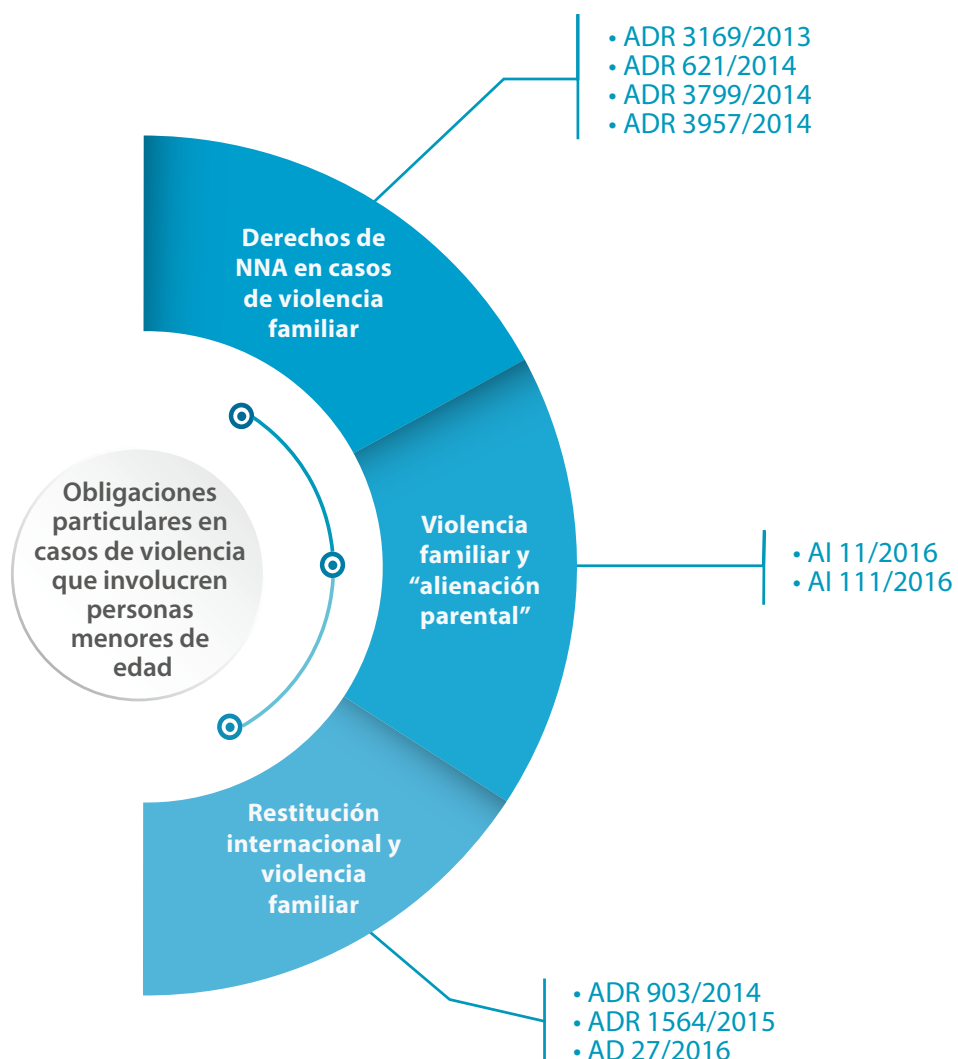 • ADR 3169/2013
• ADR 621/2014
• ADR 3799/2014
• ADR 3957/2014
Derechos de
NNA en casos
de violencia
familiar
Obligaciones
particulares en
casos de violencia
que involucren
personas
menores de
edad
Violencia
familiar y
“alienación
parental”
• AI 11/2016
• AI 111/2016
Restitución
internacional y
violencia
familiar
• ADR 903/2014
• ADR 1564/2015
• AD 27/2016